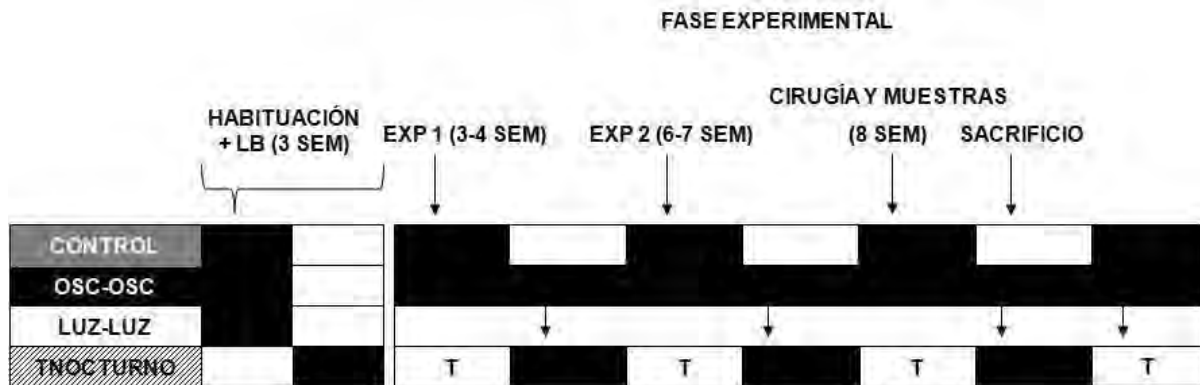 FASE EXPERIMENTAL
CIRUGÍA Y MUESTRAS
HABITUACIÓN
+ LB (3 SEM)
EXP 1 (3-4 SEM)
EXP 2 (6-7 SEM)
(8 SEM)
SACRIFICIO
CONTROL
OSC-OSC
LUZ-LUZ
TNOCTURNO
T
T
T
T